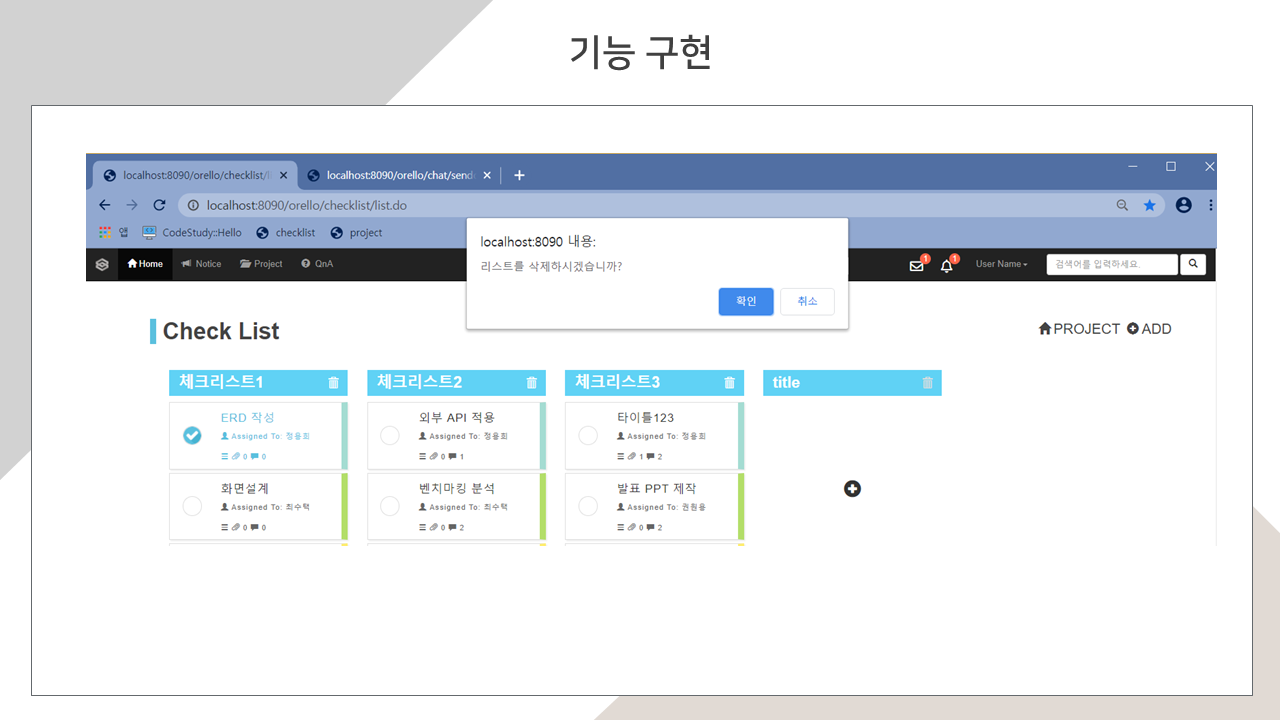 기능 구현
localhost:8090/orello/checklist/l
localhost:8090/orello/chat/send
localhost:8090/orello/checklist/list.do
앱 CodeStudy::Hello checklist project
localhost:8090 내용:
리스트를 삭제하시겠습니까?
확인 취소
Home Notice Project QnA 1 1 User Name 검색어를 입력하세요.
Check List
PROJECT ADD
체크리스트1 체크리스트2 체크리스트3 title
ERD 작성 외부 API 적용 타이틀123
Assigned To: 정용희 Assigned To: 정용희 Assigned To: 정용희
0 0 0 1 1 2
화면설계 벤치마킹 분석 발표 PPT 제작
Assigned To: 최수택 Assigned To: 최수택 Assigned To: 권원용
0 0 0 2 0 2